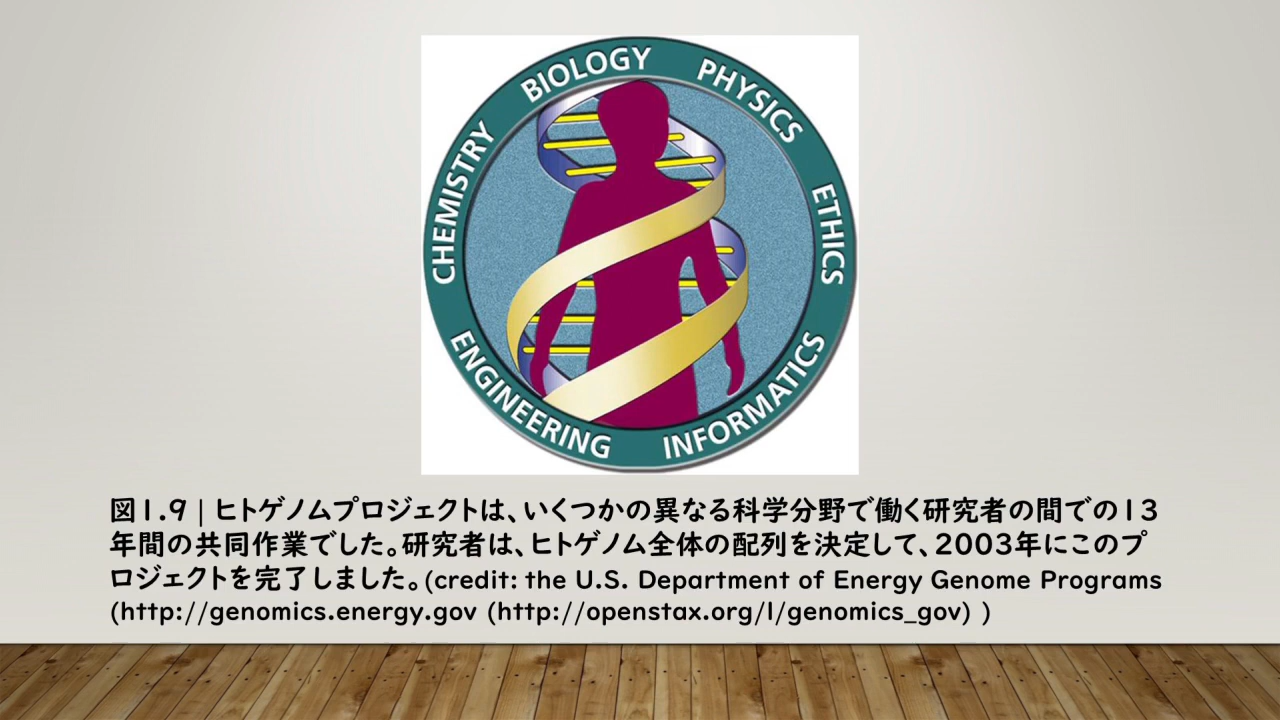 CHEMISTRY
BIOLOGY
PHYSICS
ETHICS
INFORMATICS
ENGINEERING
図1.9 | ヒトゲノムプロジェクトは、いくつかの異なる科学分野で働く研究者の間での13
年間の共同作業でした。研究者は、ヒトゲノム全体の配列を決定して、2003年にこのプ
ロジェクトを完了しました。(credit: the U.S. Department of Energy Genome Programs
(http://genomics.energy.gov (http://openstax.org/l/genomics_gov) )